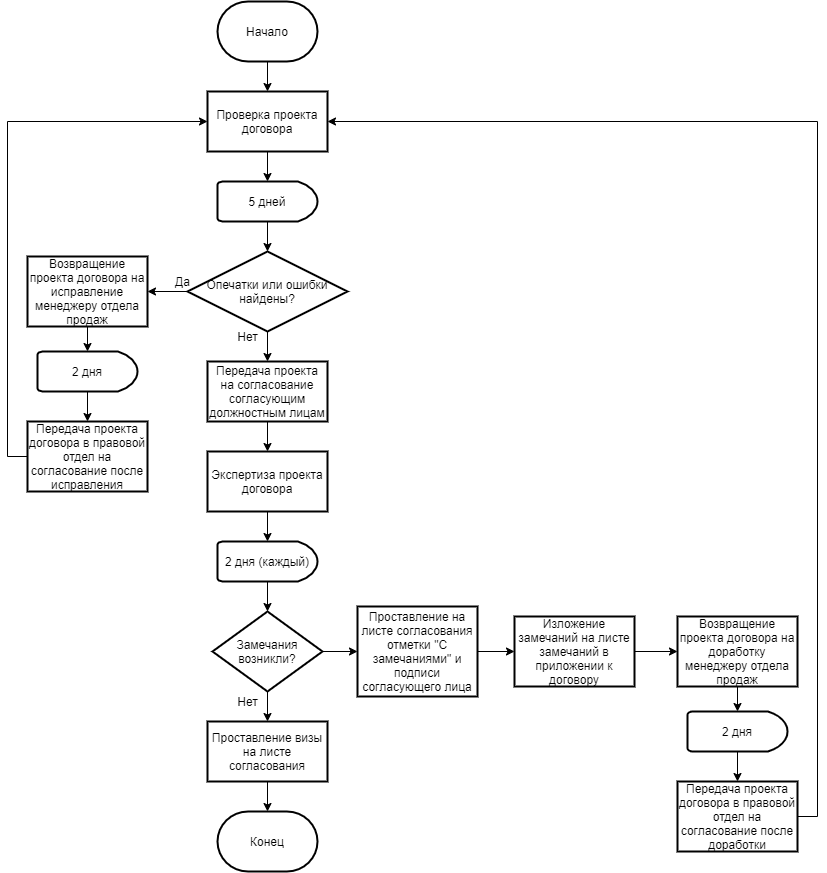 Начало
Проверка проекта
договора
5 дней
Опечатки или ошибки
найдены?
Да
Возвращение
проекта договора на
исправление
менеджеру отдела
продаж
2 дня
Передача проекта
договора в правовой
отдел на
согласование после
исправления
Нет
Передача проекта
на согласование
согласующим
должностным лицам
Экспертиза проекта
договора
2 дня (каждый)
Замечания
возникли?
Проставление на
листе согласования
отметки "С
замечаниями" и
подписи
согласующего лица
Изложение
замечаний на листе
замечаний в
приложении к
договору
Возвращение
проекта договора на
доработку
менеджеру отдела
продаж
2 дня
Передача проекта
договора в правовой
отдел на
согласование после
доработки
Нет
Проставление визы
на листе
согласования
Конец